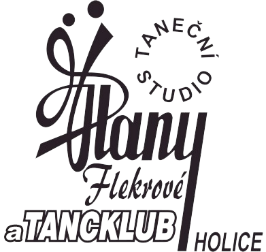 TANEČNÍ STUDIO
Hany
Flekrové
a TANCKLUB
HOLICE